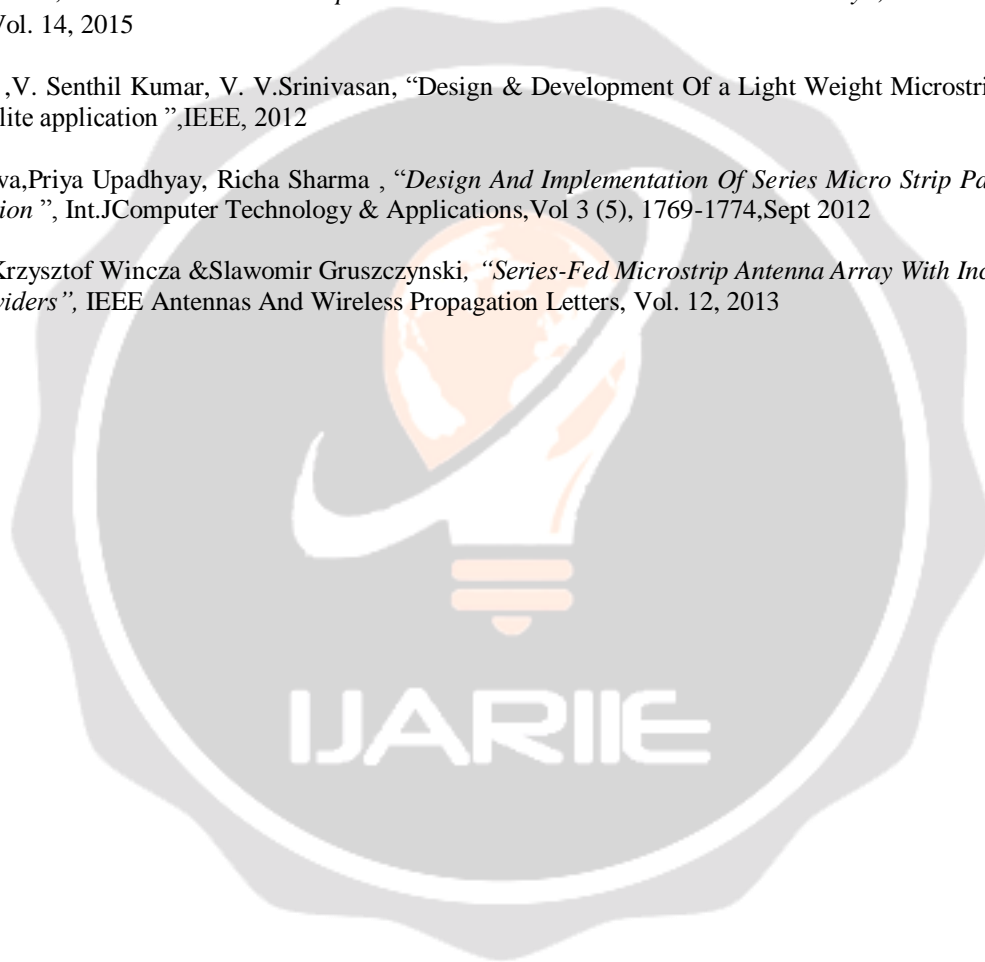 Vol. 14, 2015
,V. Senthil Kumar, V. V.Srinivasan, “Design & Development Of a Light Weight Microstri
lite application ”,IEEE, 2012
va,Priya Upadhyay, Richa Sharma , “Design And Implementation Of Series Micro Strip Pa
ion ”, Int.JComputer Technology & Applications,Vol 3 (5), 1769-1774,Sept 2012
Krzysztof Wincza &Slawomir Gruszczynski, “Series-Fed Microstrip Antenna Array With Inc
viders”, IEEE Antennas And Wireless Propagation Letters, Vol. 12, 2013
IJARIIE